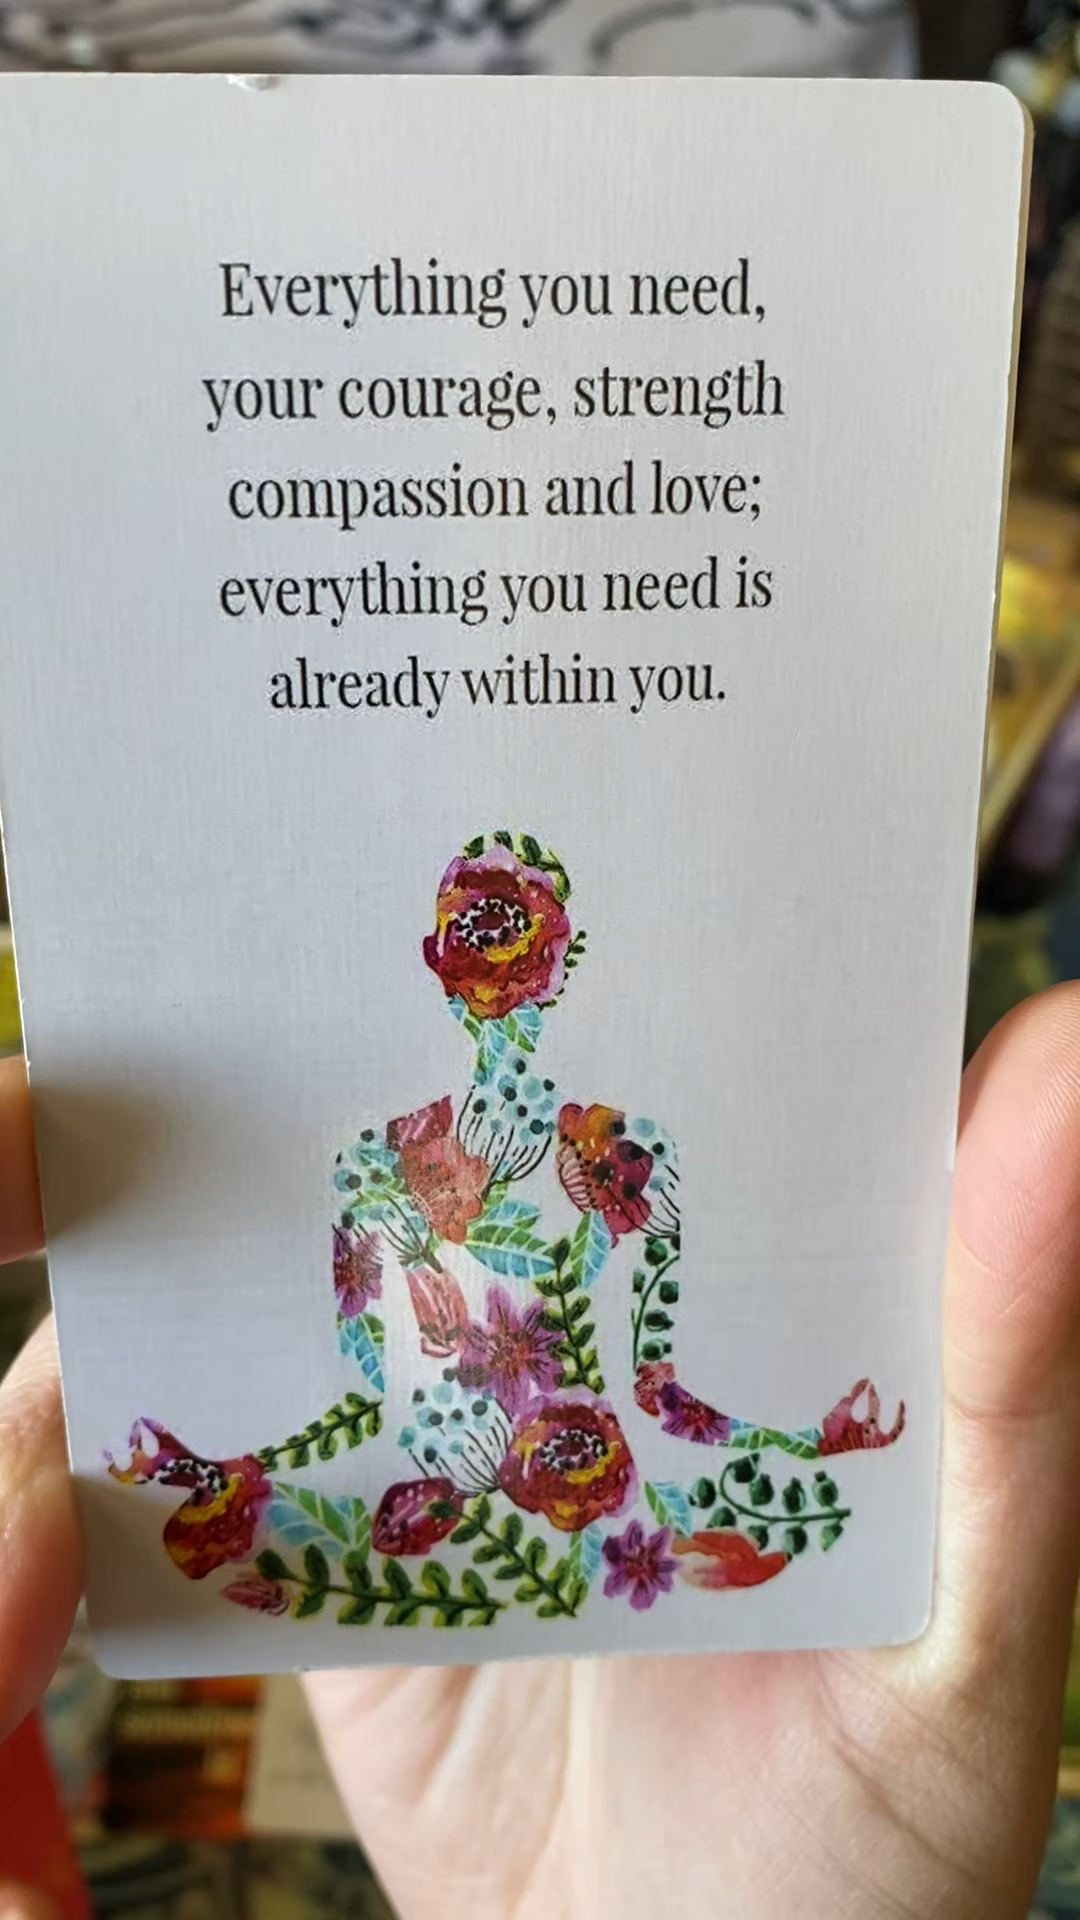 Everything you need,
your courage, strength
compassion and love;
everything you need is
already within you.